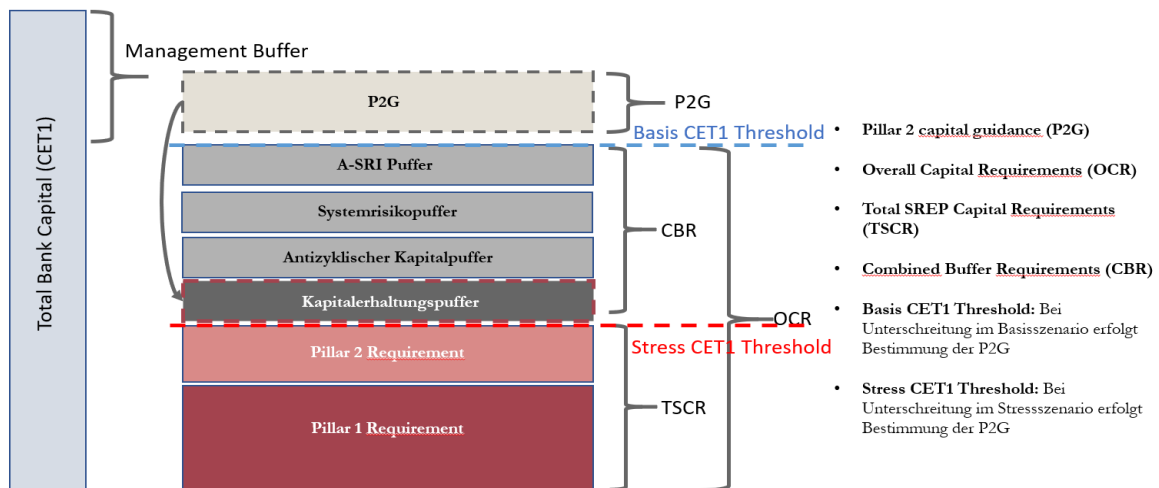 Total Bank Capital (CET1)
Management Buffer
P2G
P2G
Basis CET1 Threshold
A-SRI Puffer
Systemrisikopuffer
CBR
Antizyklischer Kapitalpuffer
Kapitalerhaltungspuffer
OCR
Stress CET1 Threshold
Pillar 2 Requirement
TSCR
Pillar 1 Requirement
• Pillar 2 capital guidance (P2G)
• Overall Capital Requirements (OCR)
• Total SREP Capital Requirements
(TSCR)
• Combined Buffer Requirements (CBR)
• Basis CET1 Threshold: Bei
Unterschreitung im Basisszenario erfolgt
Bestimmung der P2G
• Stress CET1 Threshold: Bei
Unterschreitung im Stressszenario erfolgt
Bestimmung der P2G